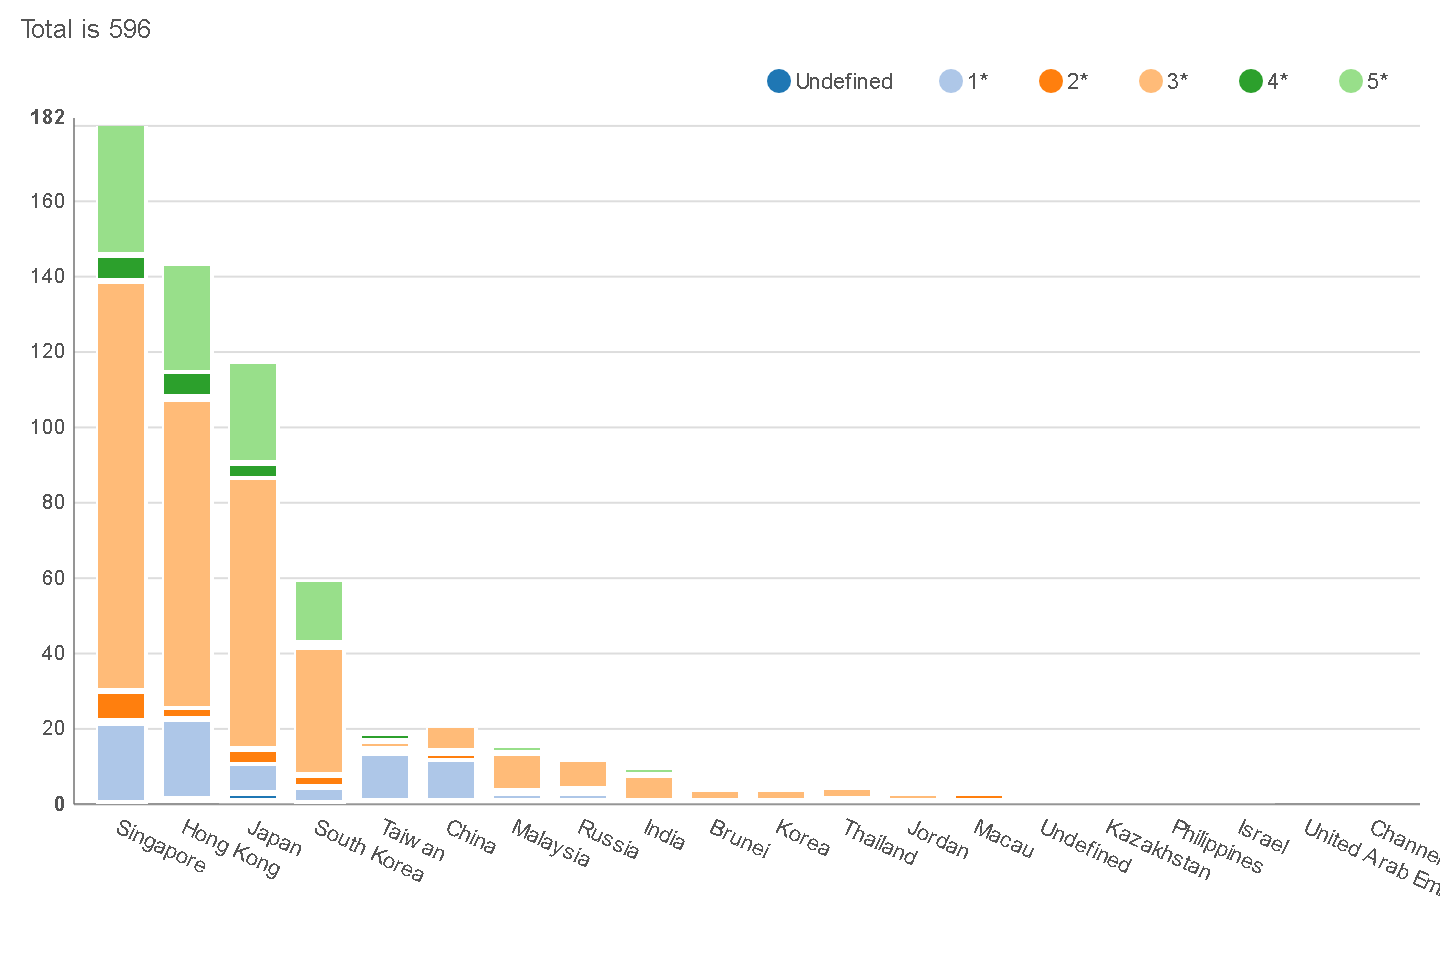 Total is 596
Undefined 1* 2* 3* 4* 5*
182
160
140
120
100
80
60
40
20
0
Singapore
Hong Kong
Japan
South Korea
Taiwan
China
Malaysia
Russia
India
Brunei
Korea
Thailand
Jordan
Macau
Undefined
Kazakhstan
Philippines
Israel
United Arab Em
Channe